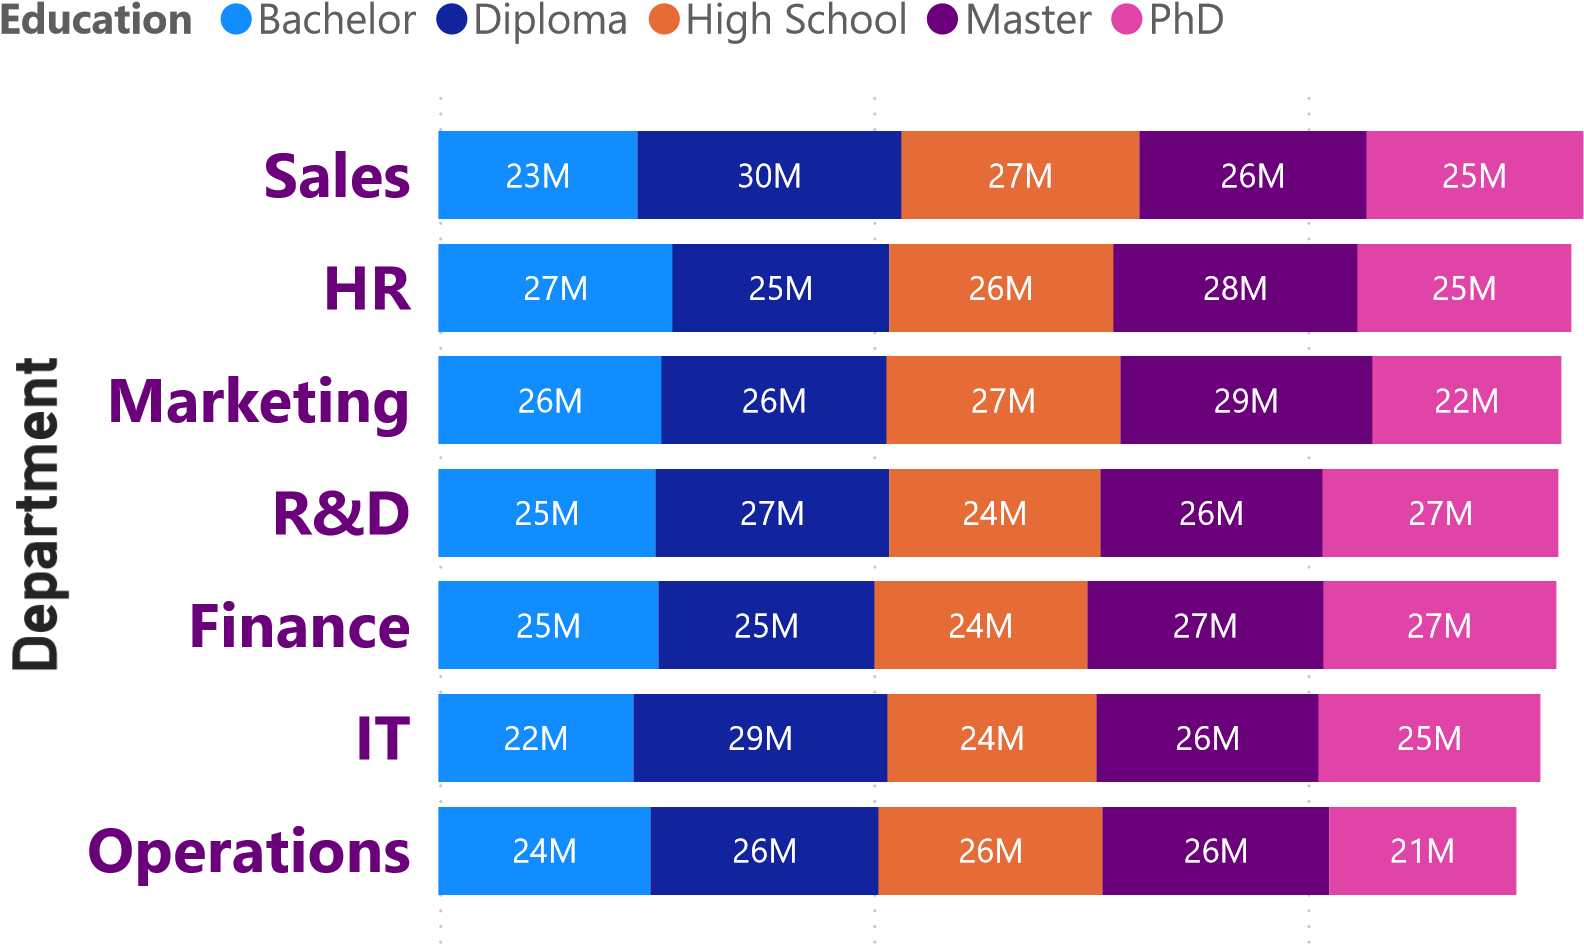 Education Bachelor Diploma High School Master PhD
Department
Sales 23M 30M 27M 26M 25M
HR 27M 25M 26M 28M 25M
Marketing 26M 26M 27M 29M 22M
R&D 25M 27M 24M 26M 27M
Finance 25M 25M 24M 27M 27M
IT 22M 29M 24M 26M 25M
Operations 24M 26M 26M 26M 21M